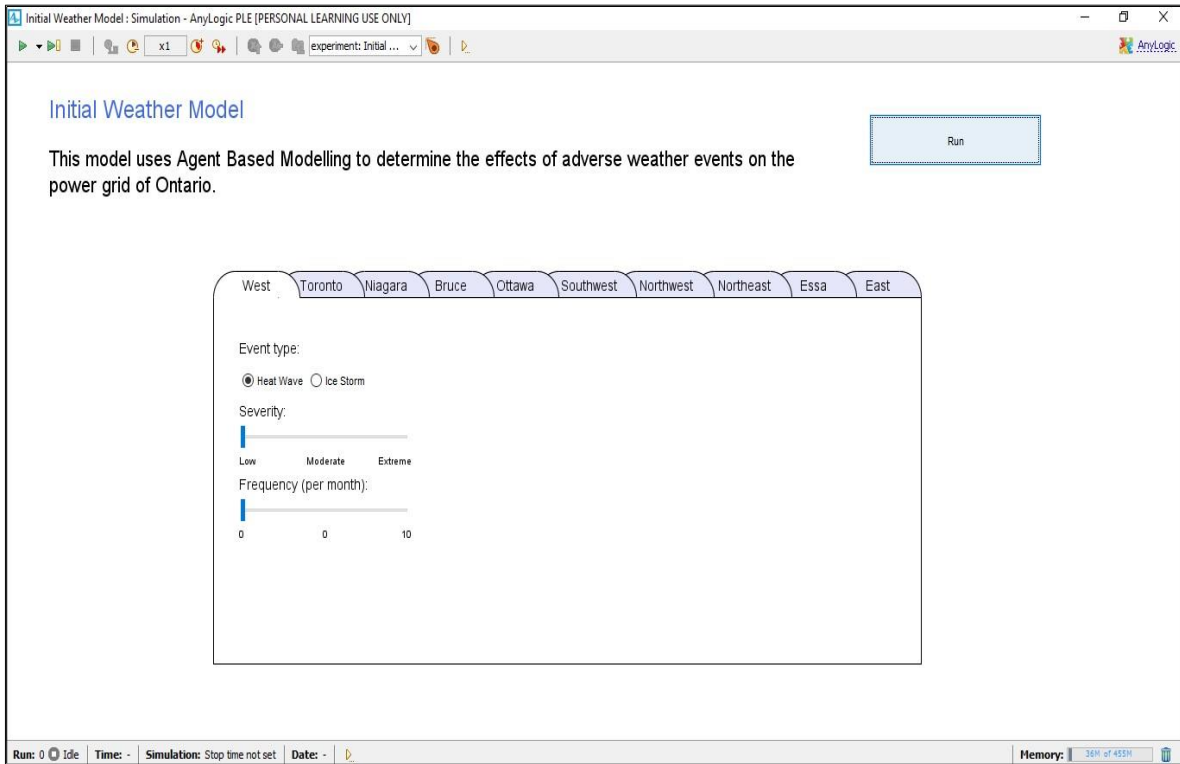 Initial Weather Model : Simulation - AnyLogic PLE [PERSONAL LEARNING USE ONLY]
x1 experiment: Initial ... AnyLogic
Initial Weather Model
Run
This model uses Agent Based Modelling to determine the effects of adverse weather events on the
power grid of Ontario.
West Toronto Niagara Bruce Ottawa Southwest Northwest Northeast Essa East
Event type:
Heat Wave Ice Storm
Severity:
Low Moderate Extreme
Frequency (per month):
0 0 10
Run: 0 Idle Time: - Simulation: Stop time not set Date: - Memory: 36M of 455M